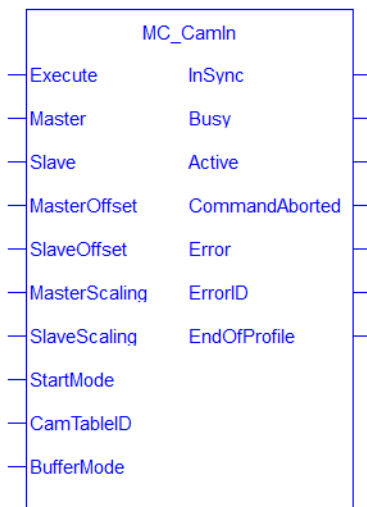 MC_CamIn
Execute InSync
Master Busy
Slave Active
MasterOffset CommandAborted
SlaveOffset Error
MasterScaling ErrorID
SlaveScaling EndOfProfile
StartMode
CamTableID
BufferMode